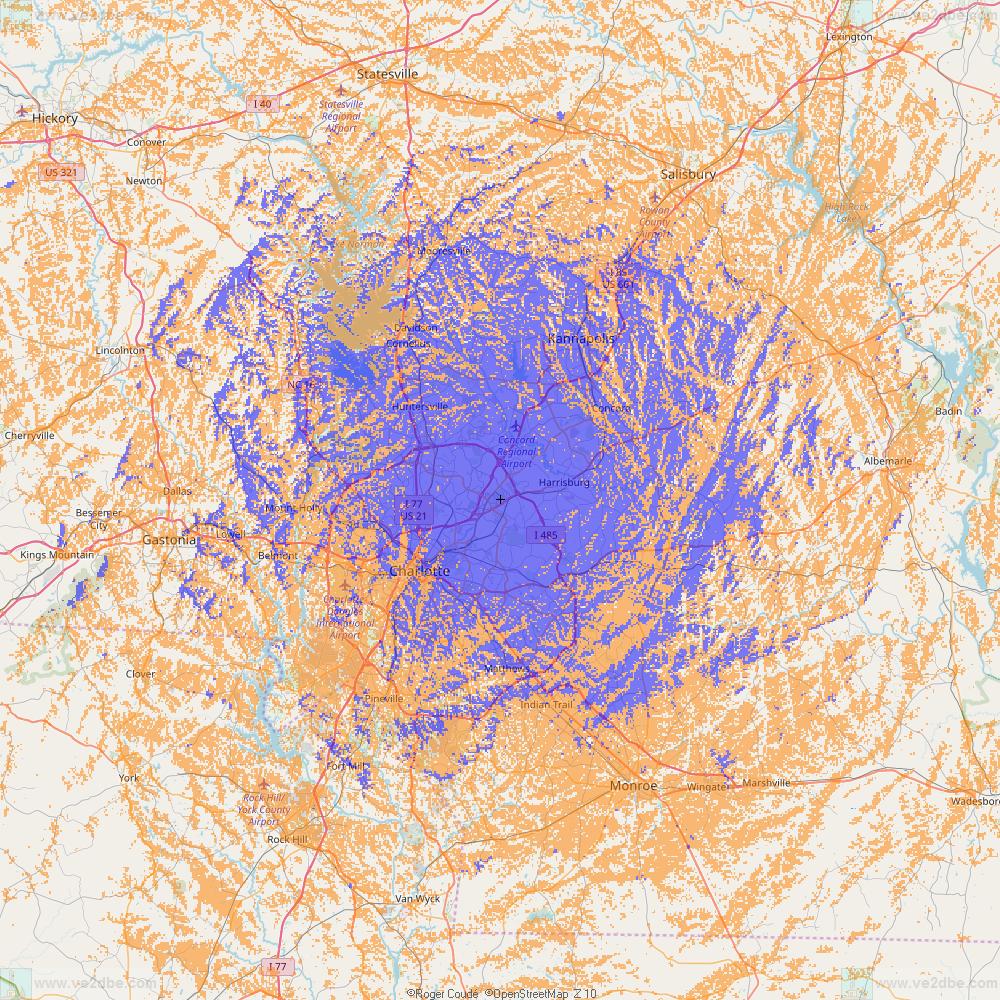 www.ve2dbe.com
www.ve2dbe.com
Lexington
Statesville
I 40
Statesville
Regional
Airport
Hickory
Conover
US 321
Newton
Salisbury
Rowan
County
Airport
High Rock
Lake
Lake Norman
Mooresville
I 85
US 601
Davidson
Cornelius
Kannapolis
Lincolnton
NC 16
Huntersville
Concord
Badin
Cherryville
Concord
Regional
Airport
Albemarle
Harrisburg
Dallas
I 77
US 21
Mount Holly
Bessemer
City
Lowell
Gastonia
I 485
Kings Mountain
Belmont
Charlotte
Charlotte
Douglas
International
Airport
Clover
Matthews
Pineville
Indian Trail
Fort Mill
York
Monroe
Wingate
Marshville
Rock Hill/
York County
Airport
Wadesboro
Rock Hill
Van Wyck
I 77
www.ve2dbe.com
www.ve2dbe.com
©Roger Coudé ©OpenStreetMap Z 10